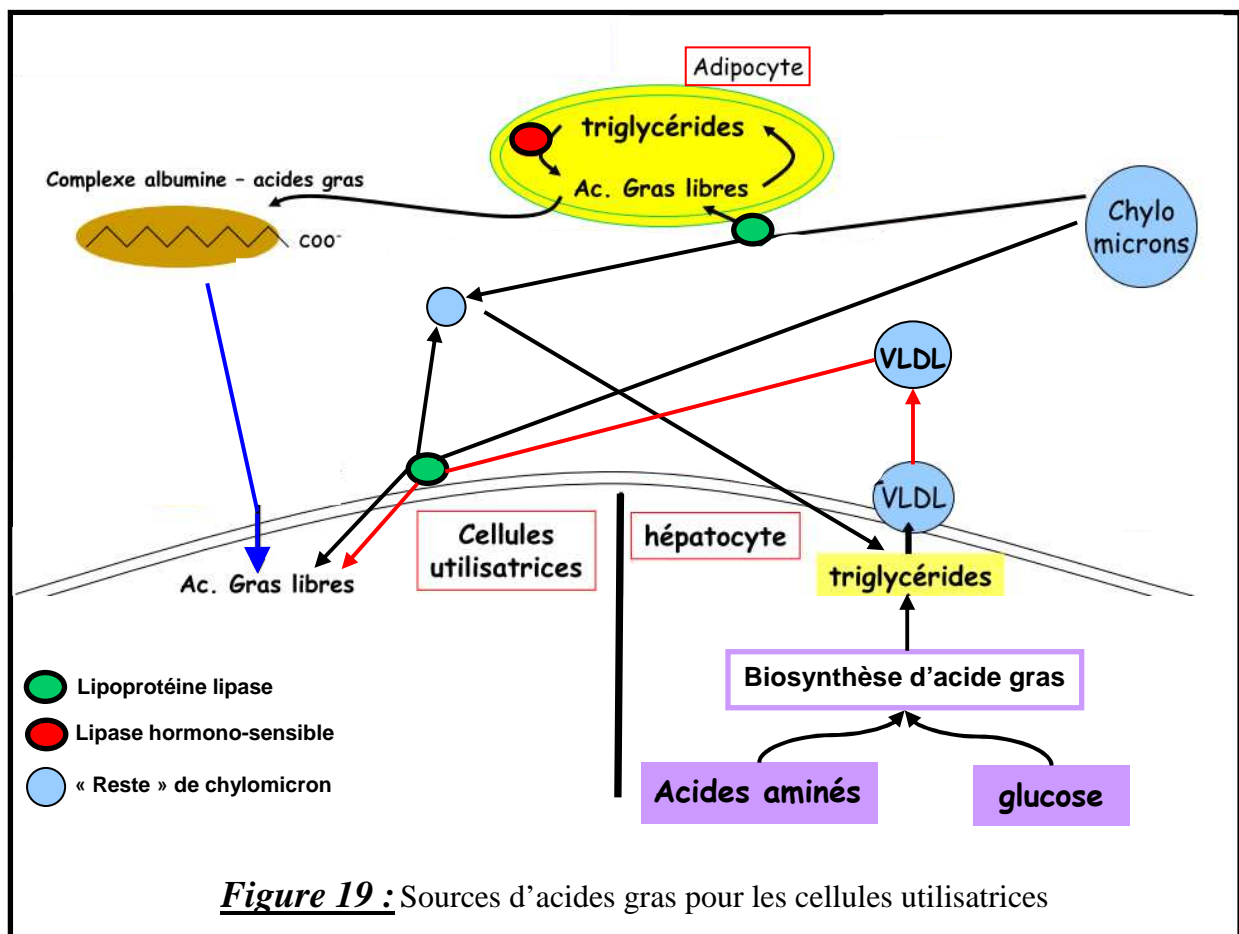 Adipocyte
triglycérides
Ac. Gras libres
Complexe albumine – acides gras
COO⁻
Chylo
microns
VLDL
VLDL
Cellules
utilisatrices
hépatocyte
Ac. Gras libres
triglycérides
Biosynthèse d'acide gras
Acides aminés
glucose
Lipoprotéine lipase
Lipase hormono-sensible
« Reste » de chylomicron
Figure 19 : Sources d'acides gras pour les cellules utilisatrices